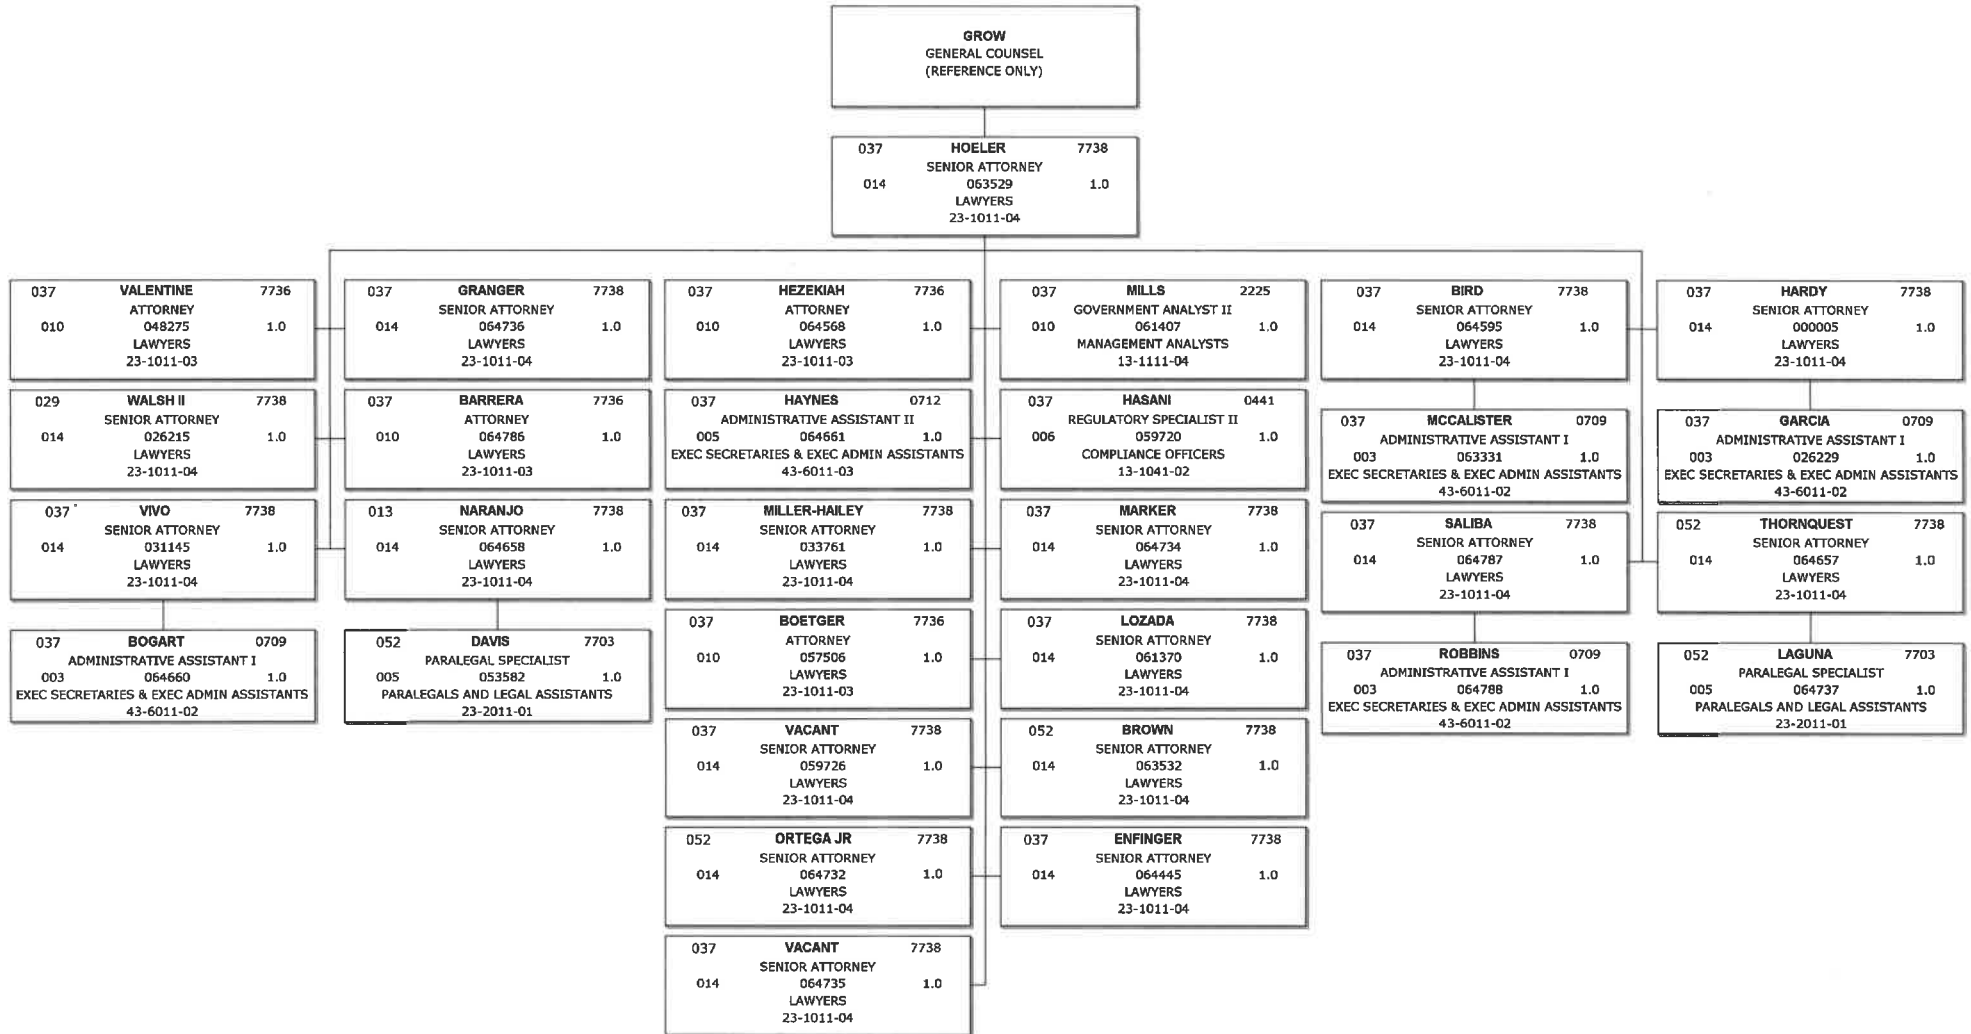 GROW
GENERAL COUNSEL
(REFERENCE ONLY)
037 HOELER 7738
SENIOR ATTORNEY
014 063529 1.0
LAWYERS
23-1011-04
037 VALENTINE 7736
ATTORNEY
010 048275 1.0
LAWYERS
23-1011-03
037 GRANGER 7738
SENIOR ATTORNEY
014 064736 1.0
LAWYERS
23-1011-04
037 HEZEKIAH 7736
ATTORNEY
010 064568 1.0
LAWYERS
23-1011-03
037 MILLS 2225
GOVERNMENT ANALYST II
010 061407 1.0
MANAGEMENT ANALYSTS
13-1111-04
037 BIRD 7738
SENIOR ATTORNEY
014 064595 1.0
LAWYERS
23-1011-04
037 HARDY 7738
SENIOR ATTORNEY
014 000005 1.0
LAWYERS
23-1011-04
029 WALSH II 7738
SENIOR ATTORNEY
014 026215 1.0
LAWYERS
23-1011-04
037 BARRERA 7736
ATTORNEY
010 064786 1.0
LAWYERS
23-1011-03
037 HAYNES 0712
ADMINISTRATIVE ASSISTANT II
005 064661 1.0
EXEC SECRETARIES & EXEC ADMIN ASSISTANTS
43-6011-03
037 HASANI 0441
REGULATORY SPECIALIST II
006 059720 1.0
COMPLIANCE OFFICERS
13-1041-02
037 MCCALISTER 0709
ADMINISTRATIVE ASSISTANT I
003 063331 1.0
EXEC SECRETARIES & EXEC ADMIN ASSISTANTS
43-6011-02
037 GARCIA 0709
ADMINISTRATIVE ASSISTANT I
003 026229 1.0
EXEC SECRETARIES & EXEC ADMIN ASSISTANTS
43-6011-02
037 VIVO 7738
SENIOR ATTORNEY
014 031145 1.0
LAWYERS
23-1011-04
013 NARANJO 7738
SENIOR ATTORNEY
014 064658 1.0
LAWYERS
23-1011-04
037 MILLER-HAILEY 7738
SENIOR ATTORNEY
014 033761 1.0
LAWYERS
23-1011-04
037 MARKER 7738
SENIOR ATTORNEY
014 064734 1.0
LAWYERS
23-1011-04
037 SALIBA 7738
SENIOR ATTORNEY
014 064787 1.0
LAWYERS
23-1011-04
052 THORNQUEST 7738
SENIOR ATTORNEY
014 064657 1.0
LAWYERS
23-1011-04
037 BOGART 0709
ADMINISTRATIVE ASSISTANT I
003 064660 1.0
EXEC SECRETARIES & EXEC ADMIN ASSISTANTS
43-6011-02
052 DAVIS 7703
PARALEGAL SPECIALIST
005 053582 1.0
PARALEGALS AND LEGAL ASSISTANTS
23-2011-01
037 BOETGER 7736
ATTORNEY
010 057506 1.0
LAWYERS
23-1011-03
037 LOZADA 7738
SENIOR ATTORNEY
014 061370 1.0
LAWYERS
23-1011-04
037 ROBBINS 0709
ADMINISTRATIVE ASSISTANT I
003 064788 1.0
EXEC SECRETARIES & EXEC ADMIN ASSISTANTS
43-6011-02
052 LAGUNA 7703
PARALEGAL SPECIALIST
005 064737 1.0
PARALEGALS AND LEGAL ASSISTANTS
23-2011-01
037 VACANT 7738
SENIOR ATTORNEY
014 059726 1.0
LAWYERS
23-1011-04
052 BROWN 7738
SENIOR ATTORNEY
014 063532 1.0
LAWYERS
23-1011-04
052 ORTEGA JR 7738
SENIOR ATTORNEY
014 064732 1.0
LAWYERS
23-1011-04
037 ENFINGER 7738
SENIOR ATTORNEY
014 064445 1.0
LAWYERS
23-1011-04
037 VACANT 7738
SENIOR ATTORNEY
014 064735 1.0
LAWYERS
23-1011-04